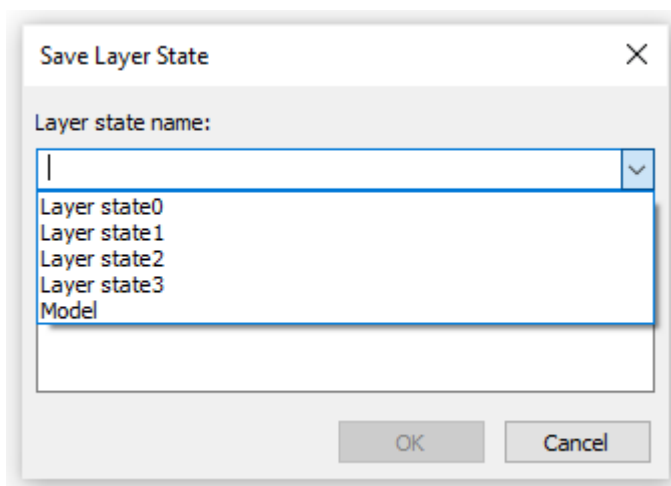 Save Layer State
Layer state name:
Layer state0
Layer state1
Layer state2
Layer state3
Model
OK
Cancel